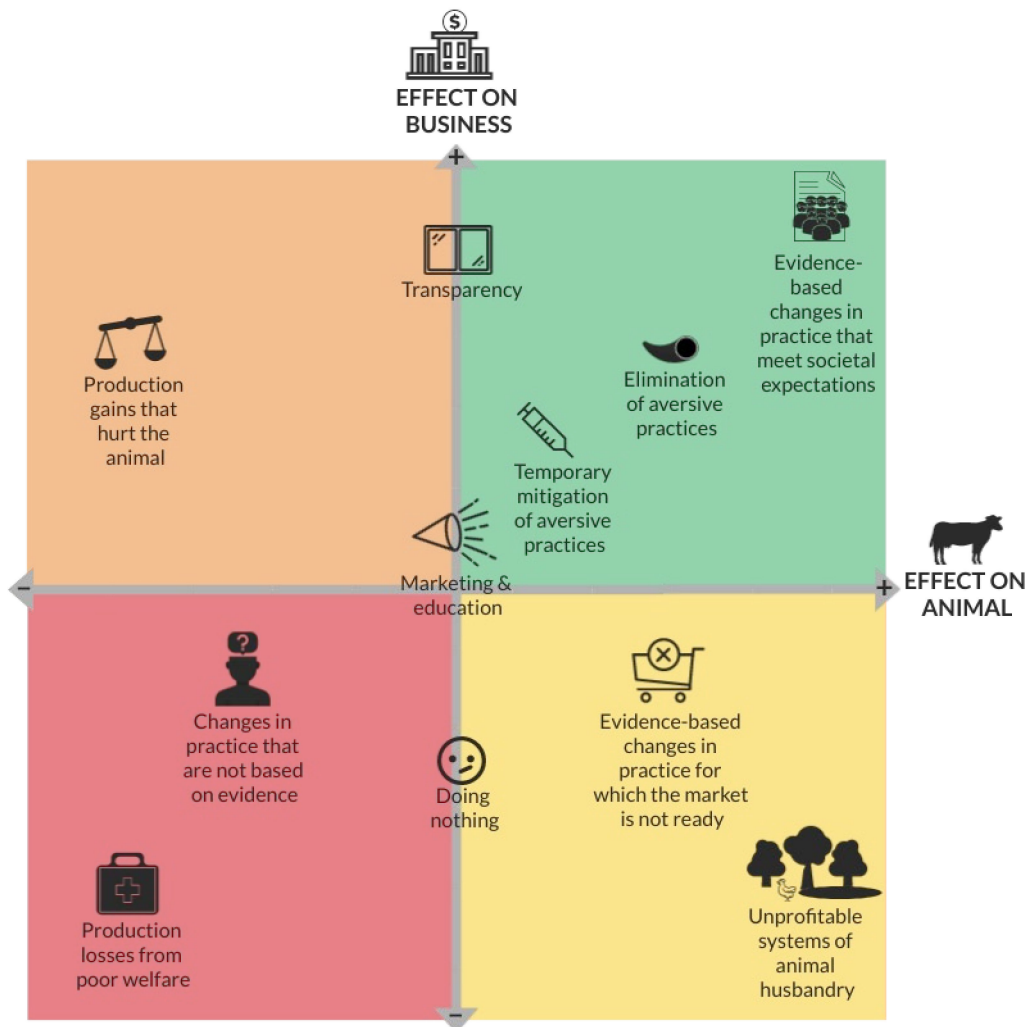 $
EFFECT ON
BUSINESS
+
Transparency
Evidence-
based
changes in
practice that
meet societal
expectations
Production
gains that
hurt the
animal
Elimination
of aversive
practices
Temporary
mitigation
of aversive
practices
Marketing &
education
−
+
EFFECT ON
ANIMAL
?
Changes in
practice that
are not based
on evidence
Doing
nothing
Evidence-based
changes in
practice for
which the market
is not ready
Production
losses from
poor welfare
Unprofitable
systems of
animal
husbandry
−